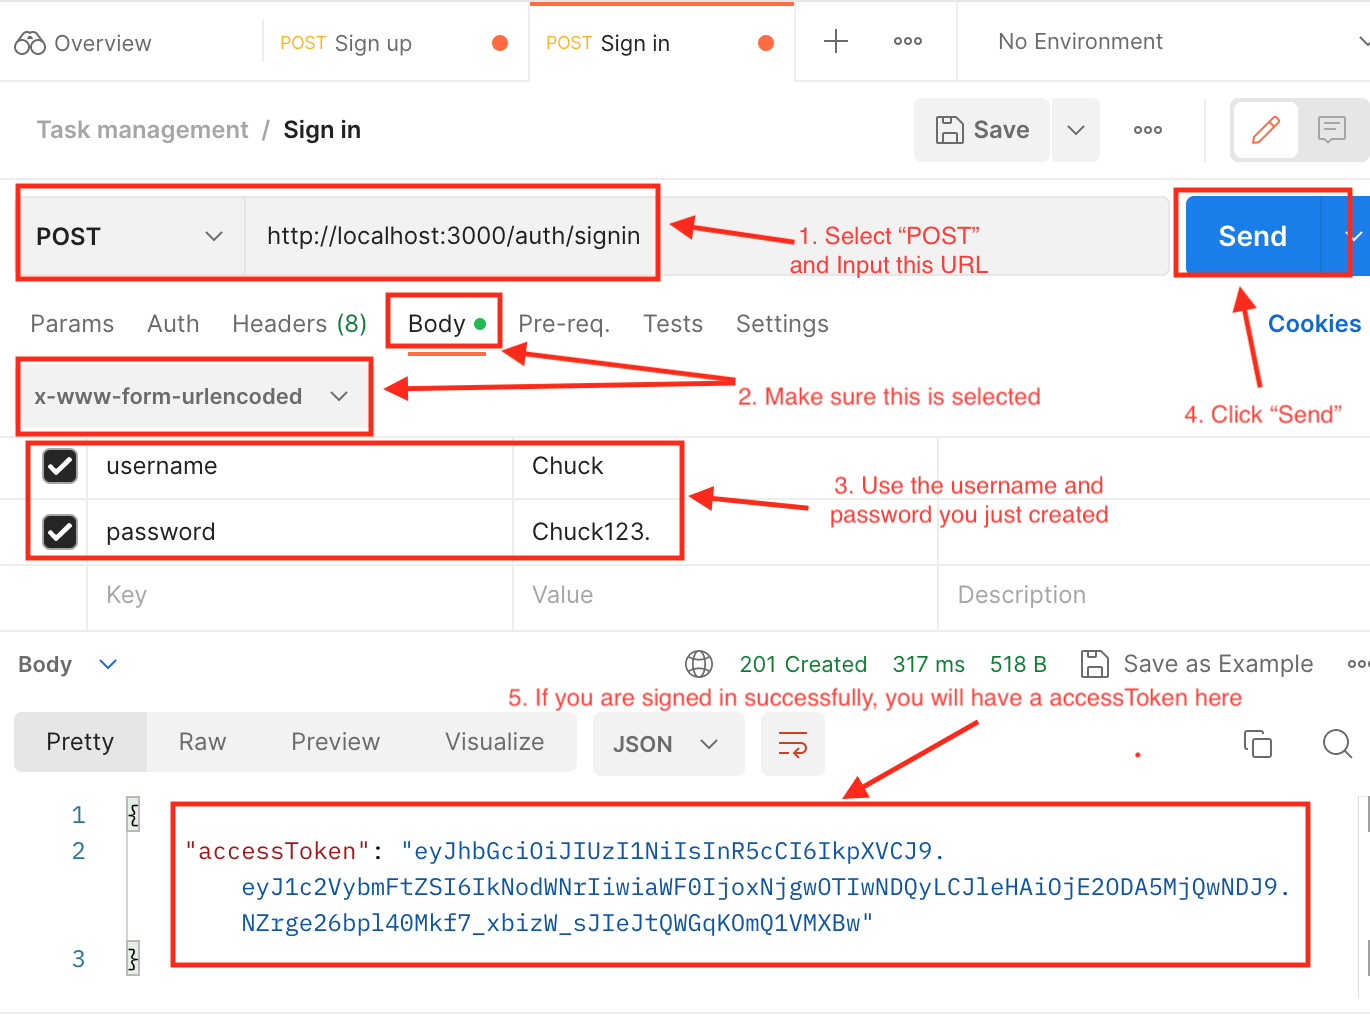 Overview
POST Sign up
POST Sign in
No Environment
Task management / Sign in
Save
POST
http://localhost:3000/auth/signin
1. Select “POST”
and Input this URL
Send
Params Auth Headers (8) Body Pre-req. Tests Settings
Cookies
x-www-form-urlencoded
2. Make sure this is selected
4. Click “Send”
username Chuck
password Chuck123.
3. Use the username and
password you just created
Key Value Description
Body
201 Created 317 ms 518 B Save as Example
5. If you are signed in successfully, you will have a accessToken here
Pretty Raw Preview Visualize JSON
1 {
2 "accessToken": "eyJhbGciOiJIUzI1NiIsInR5cCI6IkpXVCJ9.
eyJ1c2VybmFtZSI6IkNodWNrIiwiaWF0IjoxNjgwOTIwNDQyLCJleHAiOjE2ODA5MjQwNDJ9.
NZrge26bpl40Mkf7_xbizW_sJIeJtQWGqKOmQ1VMXBw"
3 }